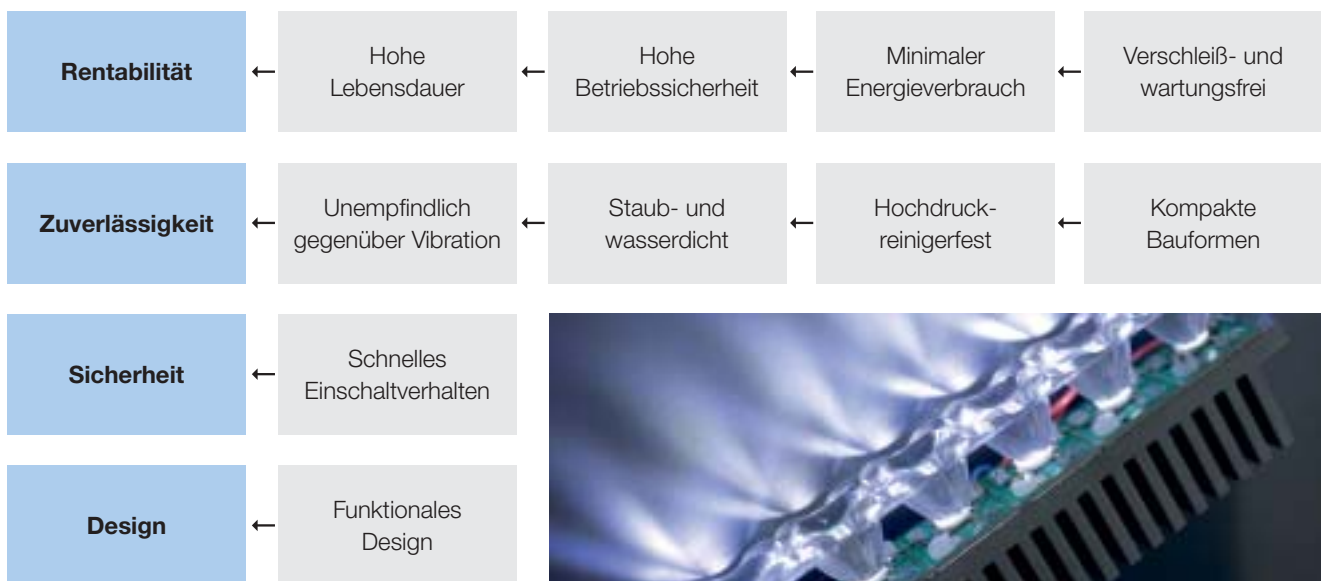 Rentabilität
Hohe
Lebensdauer
Hohe
Betriebssicherheit
Minimaler
Energieverbrauch
Verschleiß- und
wartungsfrei
Zuverlässigkeit
Unempfindlich
gegenüber Vibration
Staub- und
wasserdicht
Hochdruck-
reinigerfest
Kompakte
Bauformen
Sicherheit
Schnelles
Einschaltverhalten
Design
Funktionales
Design